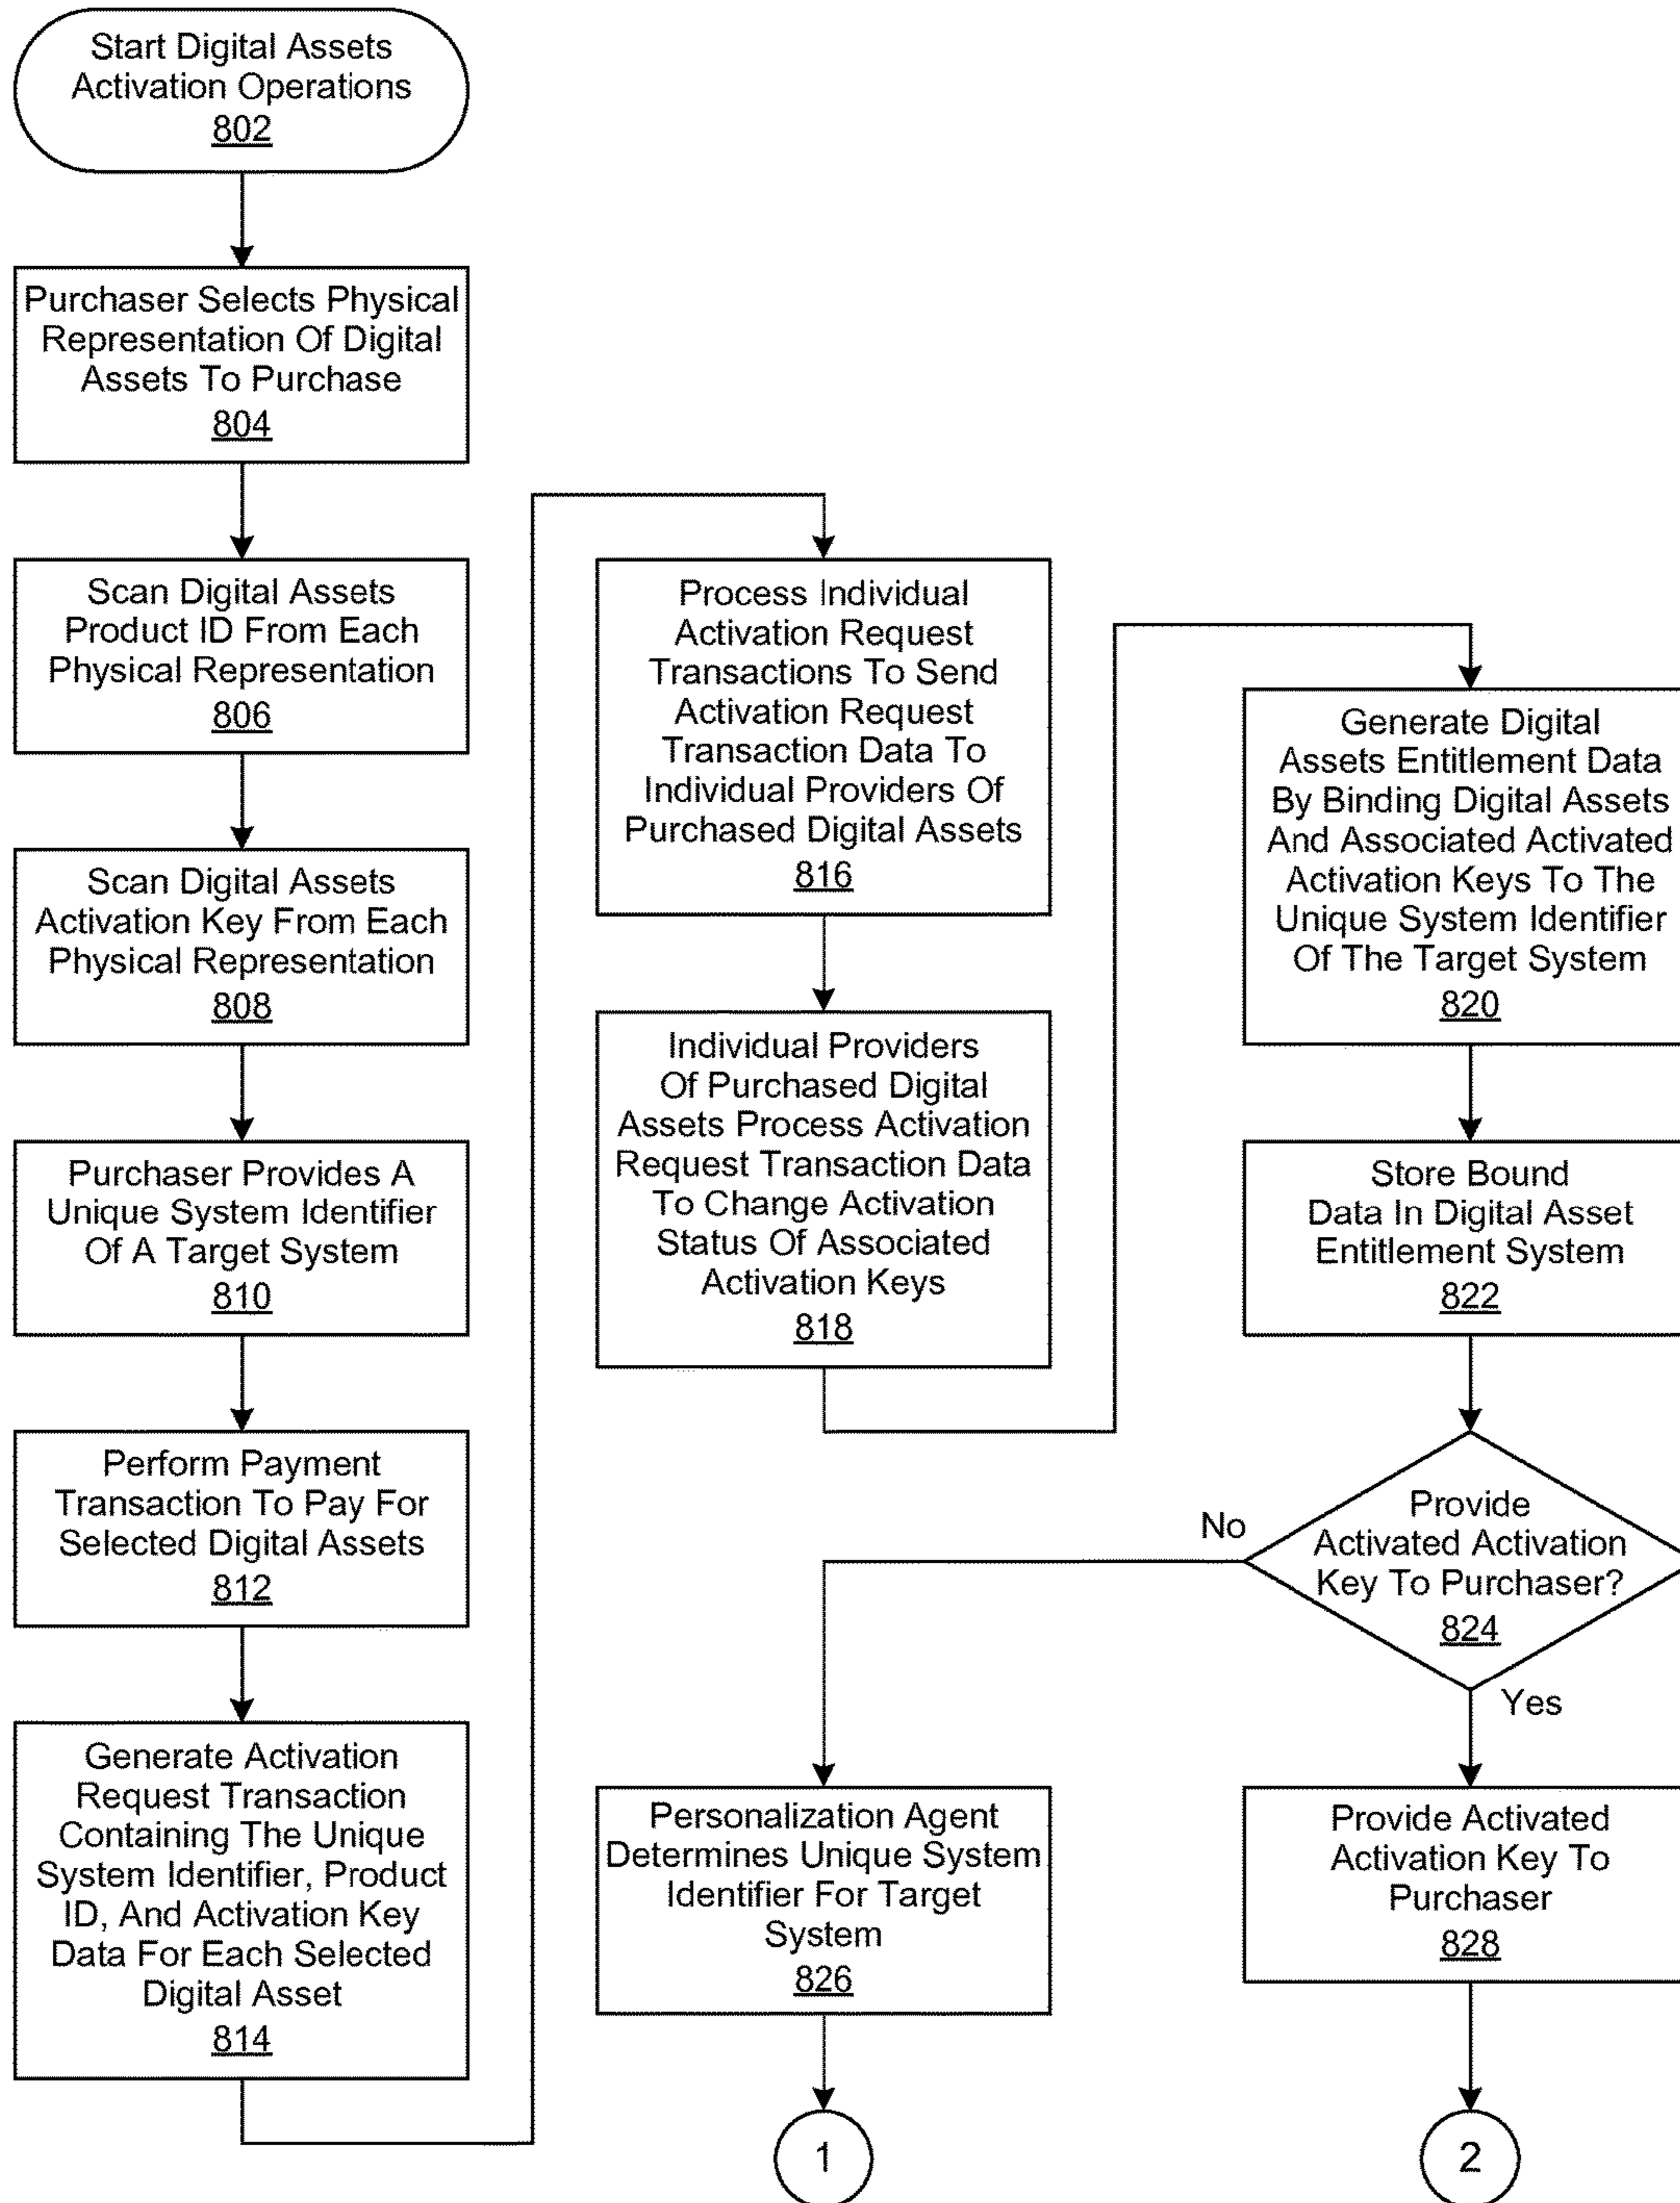 Start Digital Assets
Activation Operations
802
Purchaser Selects Physical
Representation Of Digital
Assets To Purchase
804
Scan Digital Assets
Product ID From Each
Physical Representation
806
Scan Digital Assets
Activation Key From Each
Physical Representation
808
Purchaser Provides A
Unique System Identifier
Of A Target System
810
Perform Payment
Transaction To Pay For
Selected Digital Assets
812
Generate Activation
Request Transaction
Containing The Unique
System Identifier, Product
ID, And Activation Key
Data For Each Selected
Digital Asset
814
Process Individual
Activation Request
Transactions To Send
Activation Request
Transaction Data To
Individual Providers Of
Purchased Digital Assets
816
Individual Providers
Of Purchased Digital
Assets Process Activation
Request Transaction Data
To Change Activation
Status Of Associated
Activation Keys
818
Generate Digital
Assets Entitlement Data
By Binding Digital Assets
And Associated Activated
Activation Keys To The
Unique System Identifier
Of The Target System
820
Store Bound
Data In Digital Asset
Entitlement System
822
Provide
Activated Activation
Key To Purchaser?
824
No
Yes
Personalization Agent
Determines Unique System
Identifier For Target
System
826
Provide Activated
Activation Key To
Purchaser
828
1
2